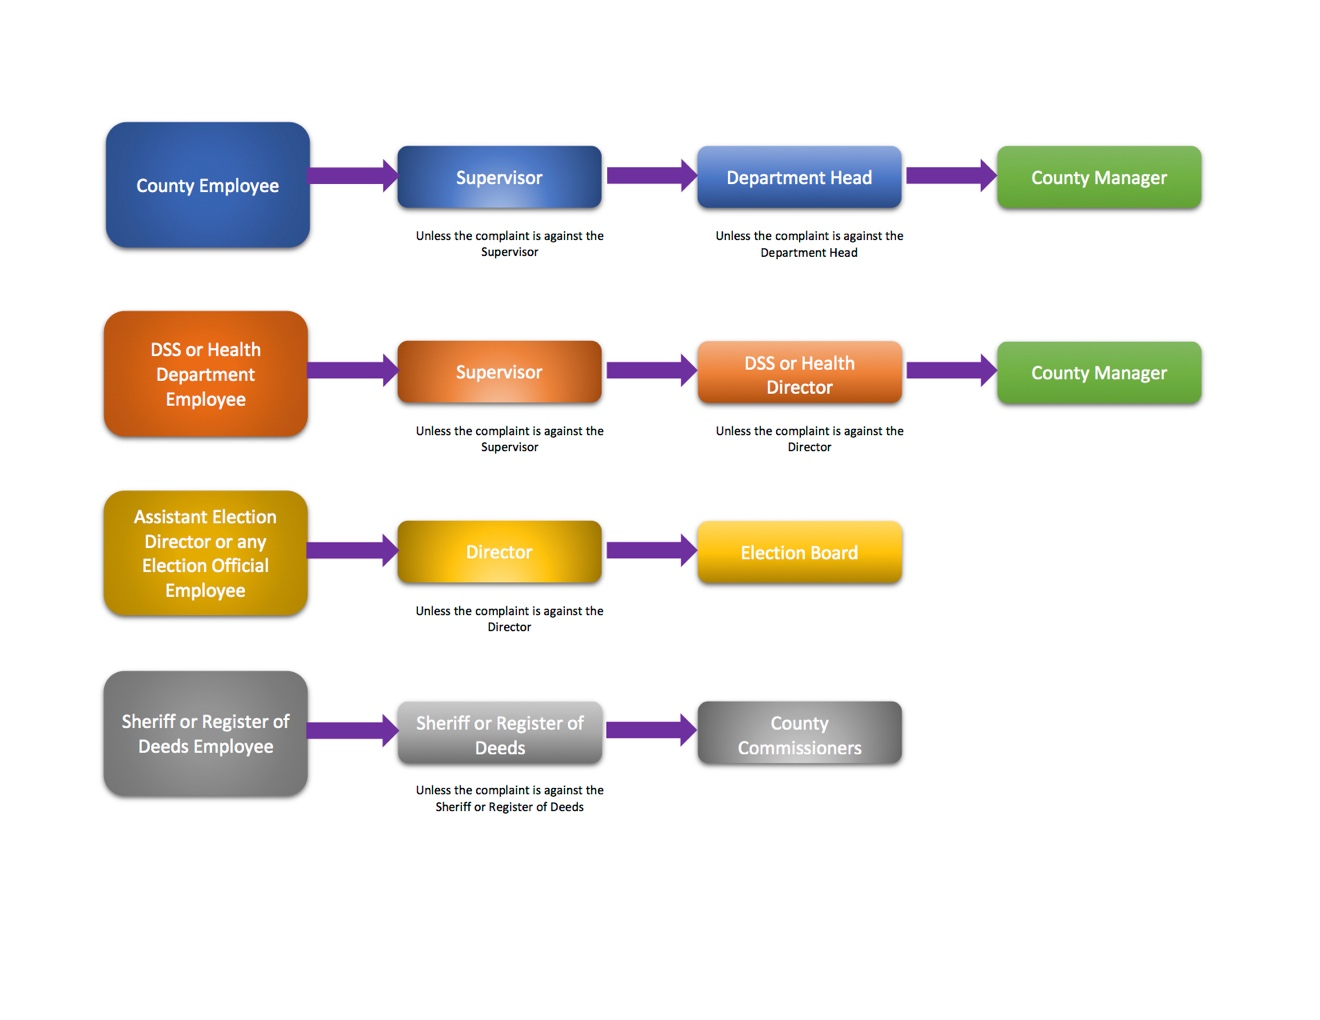 County Employee
Supervisor
Department Head
County Manager
Unless the complaint is against the
Supervisor
Unless the complaint is against the
Department Head
DSS or Health
Department
Employee
Supervisor
DSS or Health
Director
County Manager
Unless the complaint is against the
Supervisor
Unless the complaint is against the
Director
Assistant Election
Director or any
Election Official
Employee
Director
Election Board
Unless the complaint is against the
Director
Sheriff or Register of
Deeds Employee
Sheriff or Register of
Deeds
County
Commissioners
Unless the complaint is against the
Sheriff or Register of Deeds